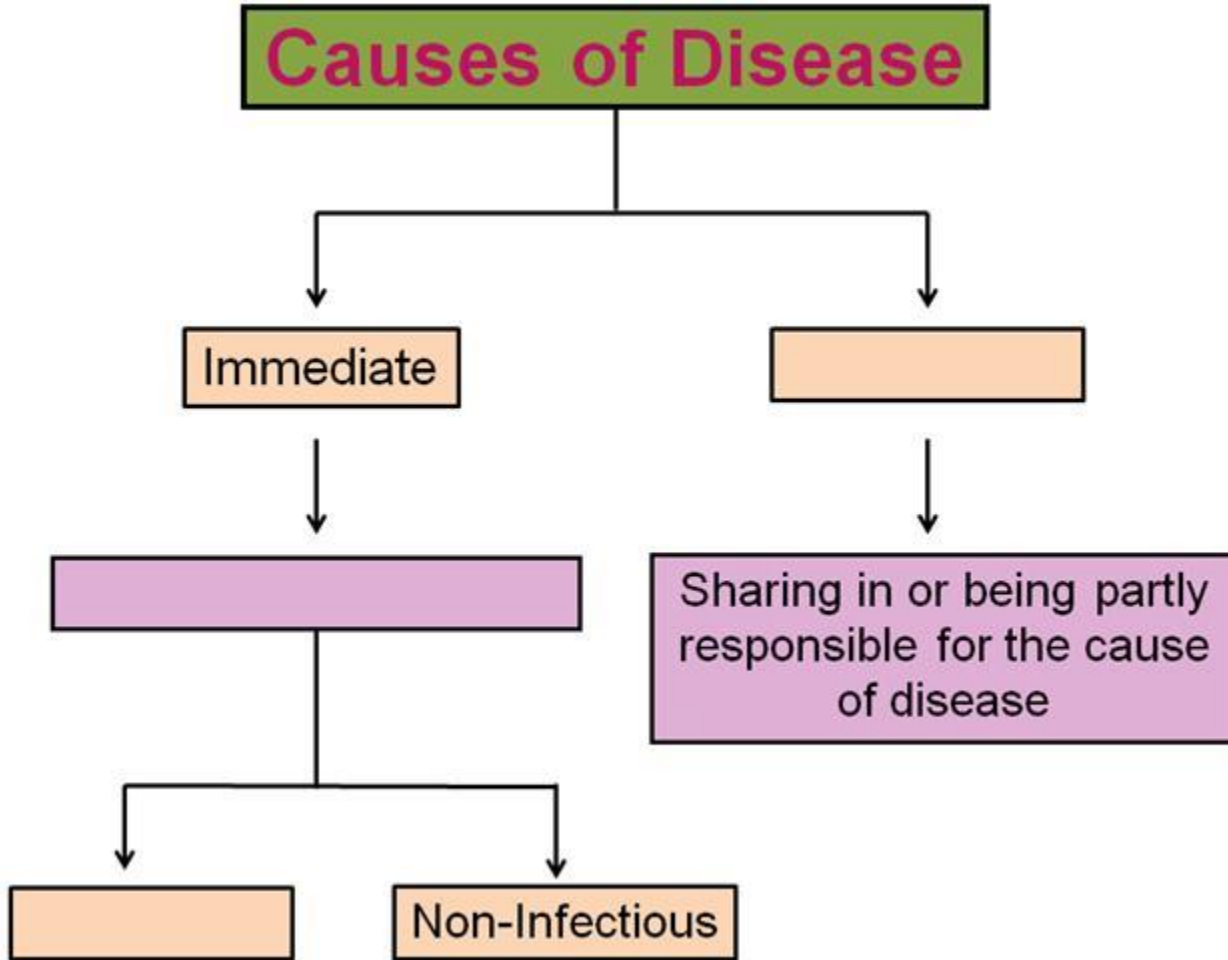 Causes of Disease
Immediate
Sharing in or being partly
responsible for the cause
of disease
Non-Infectious